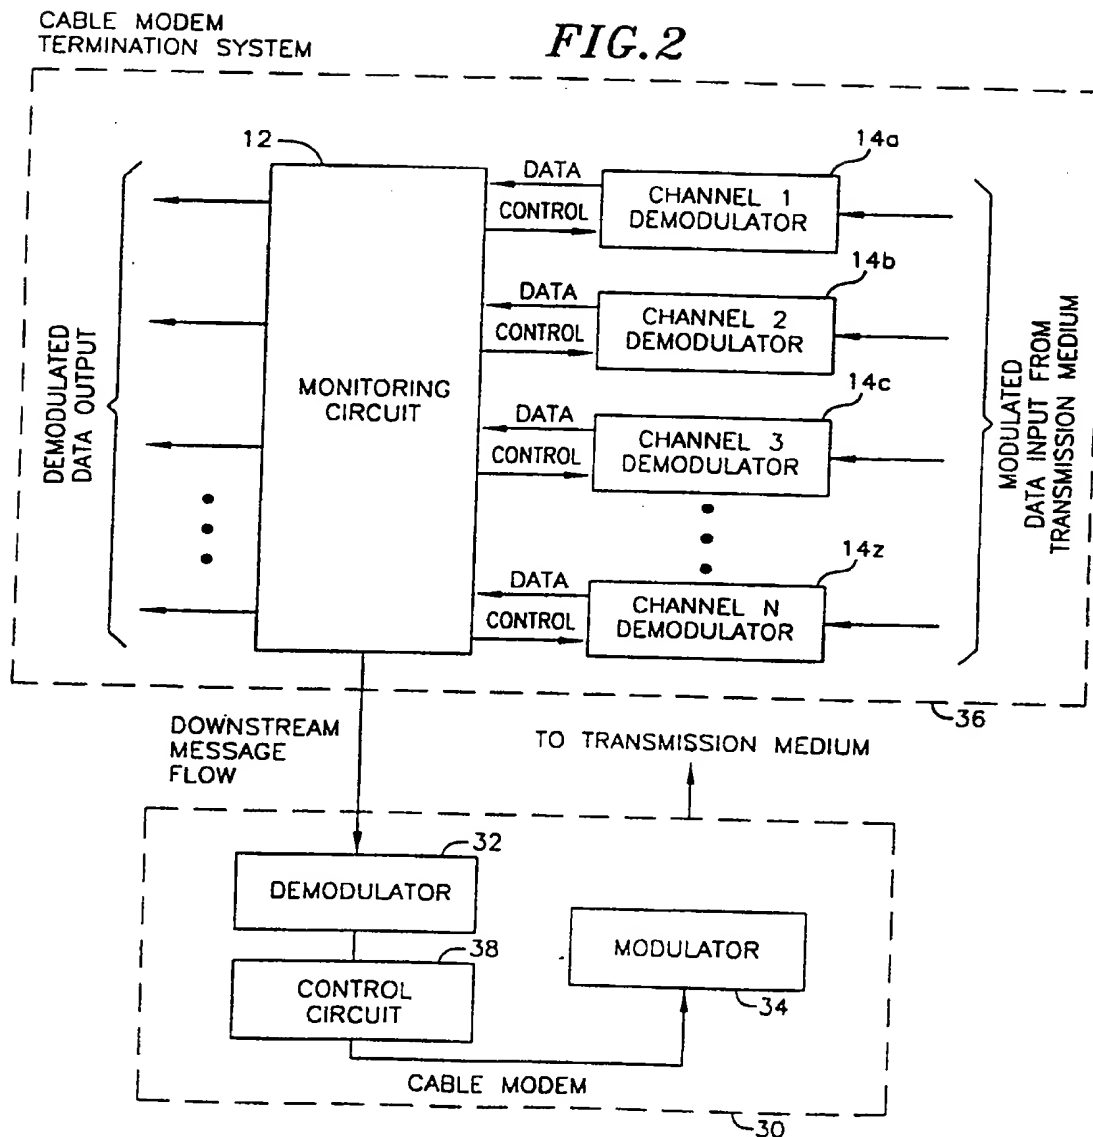 CABLE MODEM
TERMINATION SYSTEM
FIG.2
12
14a
DATA
CONTROL
CHANNEL 1
DEMODULATOR
14b
DATA
CONTROL
CHANNEL 2
DEMODULATOR
14c
DATA
CONTROL
CHANNEL 3
DEMODULATOR
14z
DATA
CONTROL
CHANNEL N
DEMODULATOR
MONITORING
CIRCUIT
DEMODULATED
DATA OUTPUT
MODULATED
DATA INPUT FROM
TRANSMISSION MEDIUM
36
DOWNSTREAM
MESSAGE
FLOW
TO TRANSMISSION MEDIUM
32
DEMODULATOR
38
CONTROL
CIRCUIT
MODULATOR
34
CABLE MODEM
30